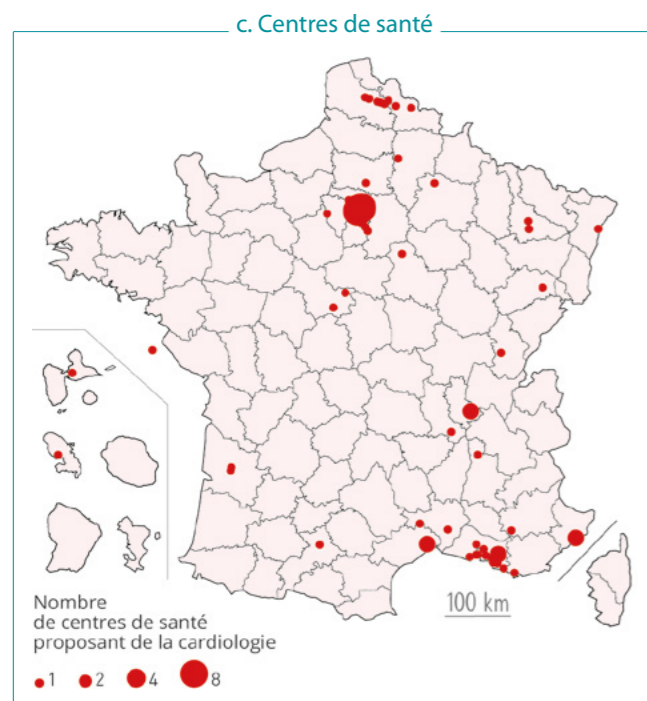 c. Centres de santé
100 km
Nombre
de centres de santé
proposant de la cardiologie
1 2 4 8